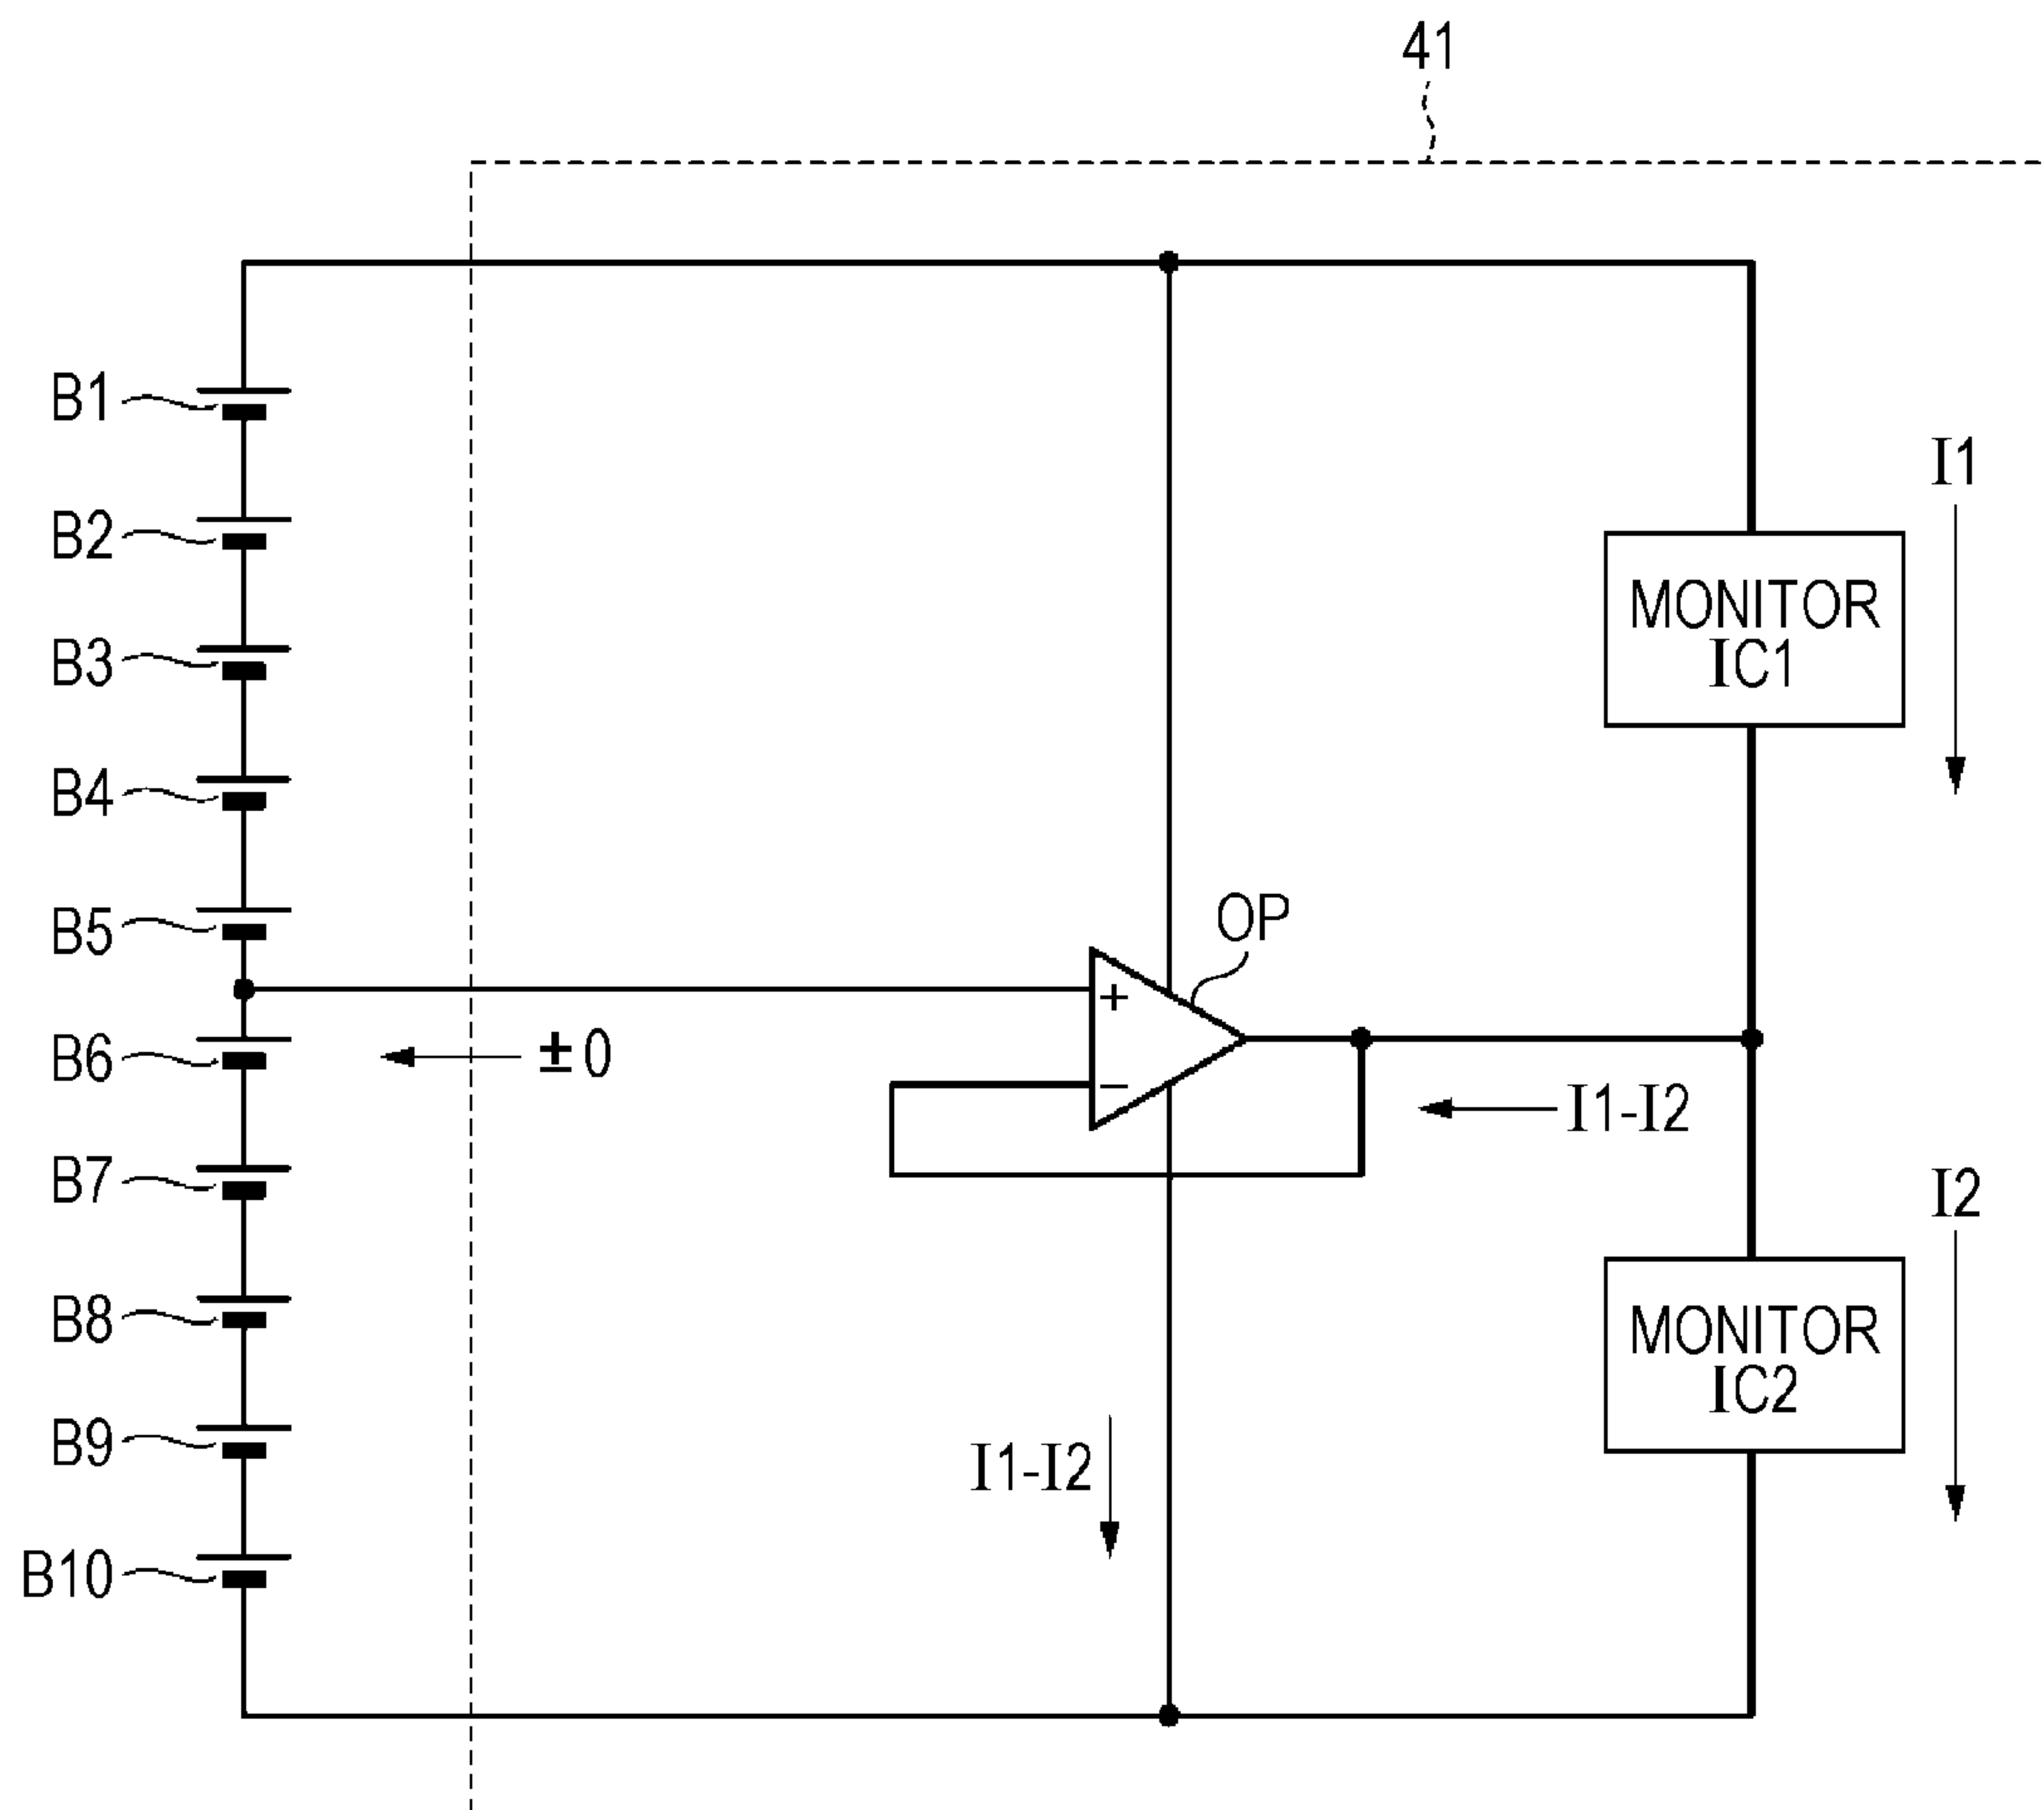 41
B1
I1
B2
MONITOR
IC1
B3
B4
B5
OP
+
B6
±0
−
I1-I2
B7
I2
B8
MONITOR
IC2
B9
I1-I2
B10